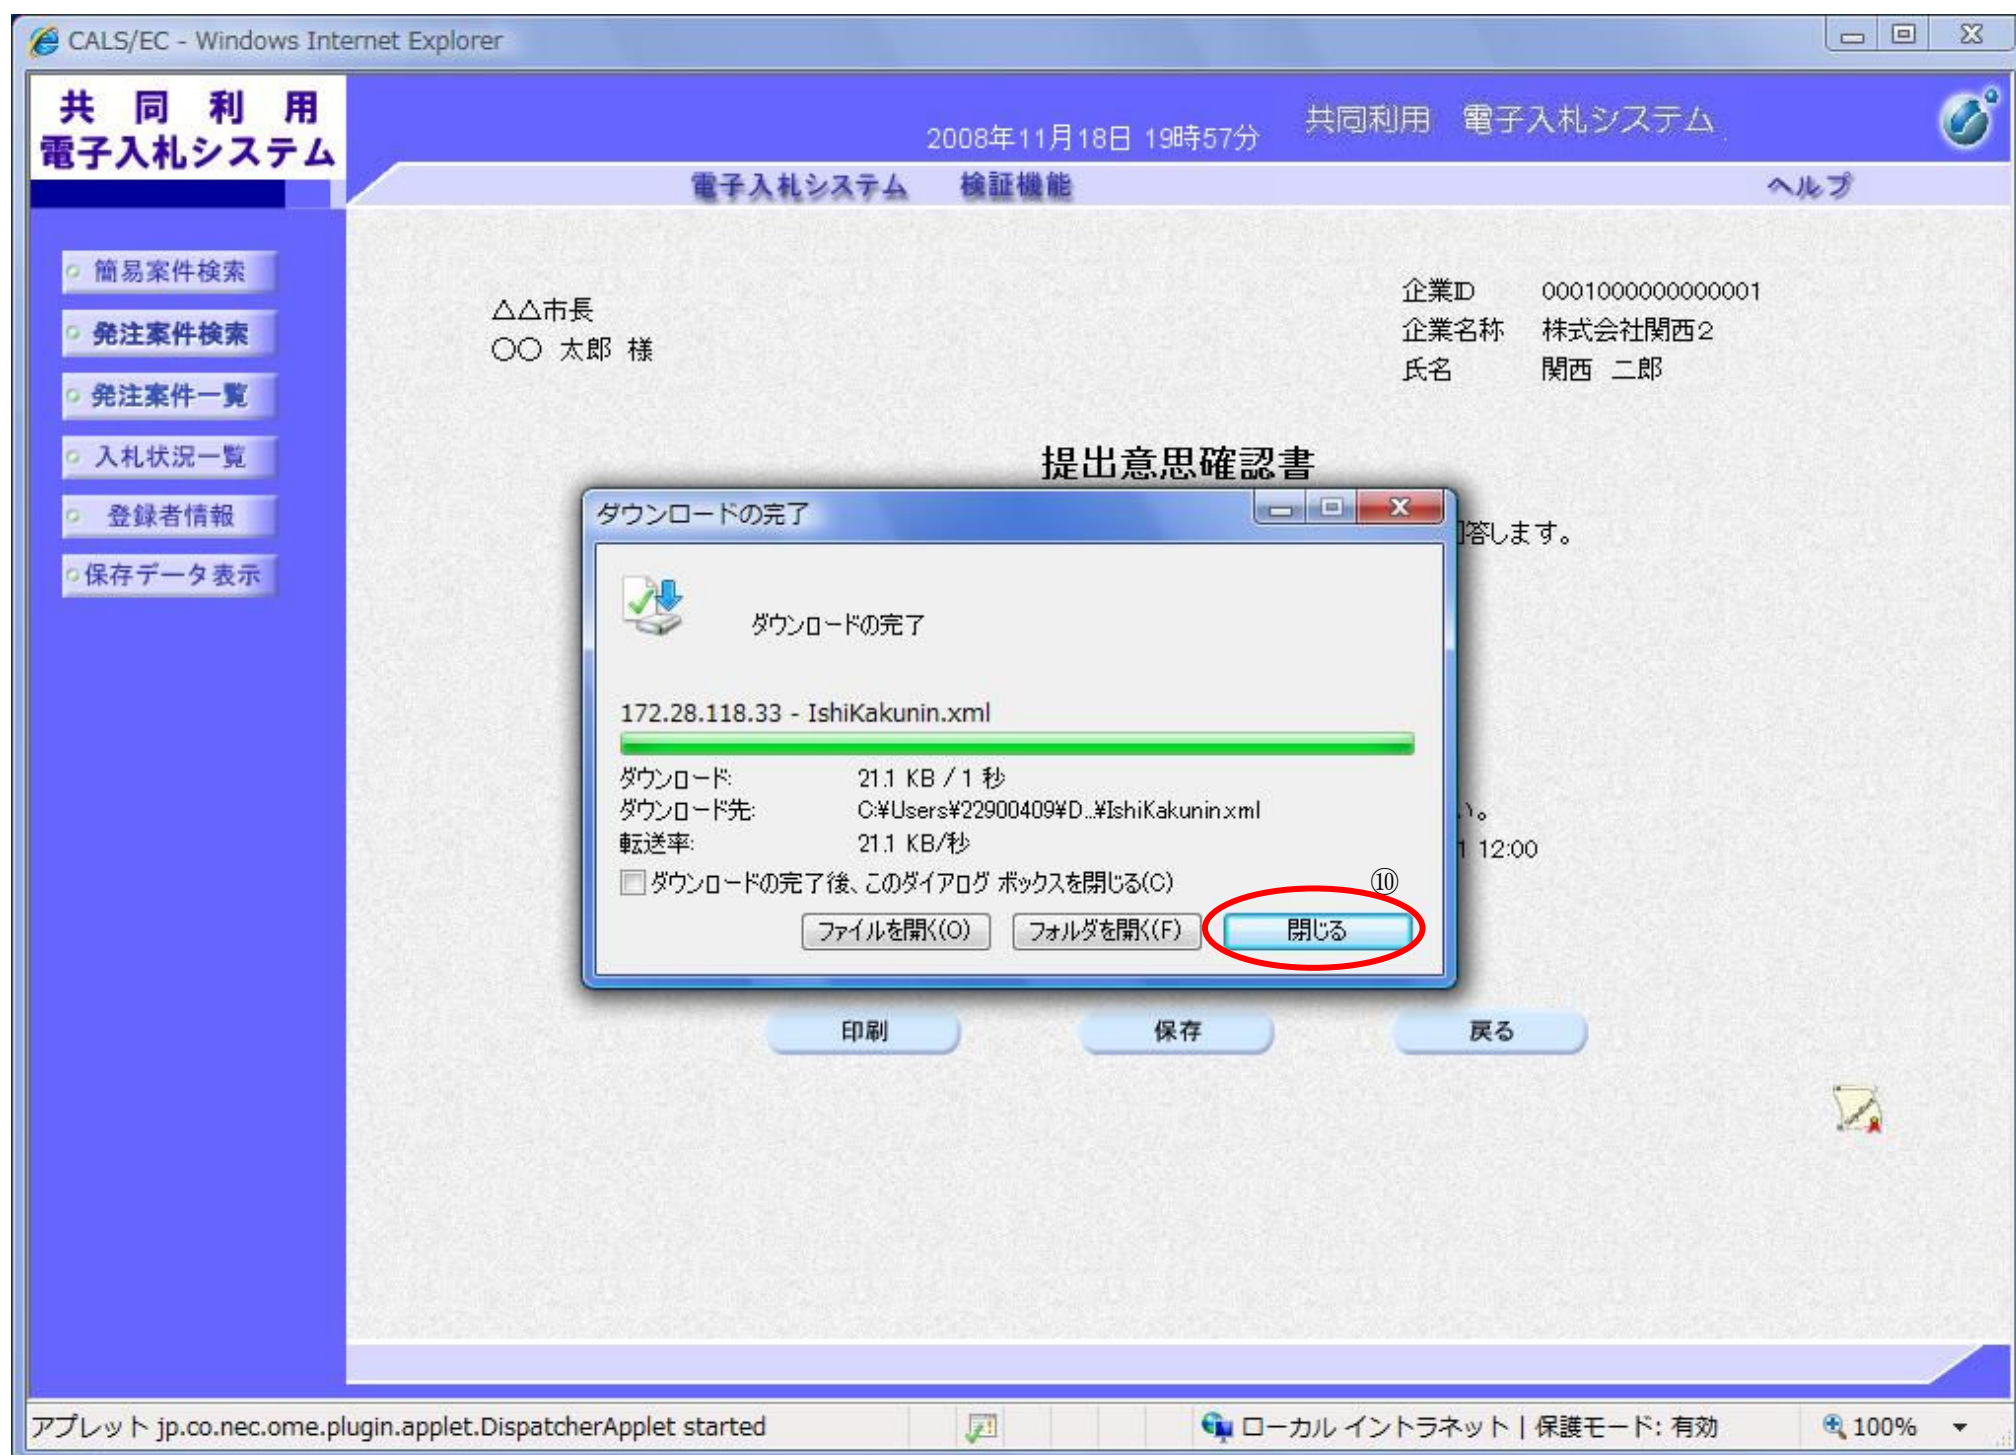 CALS/EC - Windows Internet Explorer
共 同 利 用
電子入札システム
2008年11月18日 19時57分
共同利用 電子入札システム
電子入札システム 検証機能 ヘルプ
簡易案件検索
発注案件検索
発注案件一覧
入札状況一覧
登録者情報
保存データ表示
△△市長
〇〇 太郎 様
企業ID 0001000000000001
企業名称 株式会社関西2
氏名 関西 二郎
提出意思確認書
答します。
ダウンロードの完了
ダウンロードの完了
172.28.118.33 - IshiKakunin.xml
ダウンロード: 21.1 KB / 1 秒
ダウンロード先: C:¥Users¥22900409¥D...¥IshiKakunin.xml
転送率: 21.1 KB/秒
ダウンロードの完了後、このダイアログ ボックスを閉じる(C)
⑩
ファイルを開く(O) フォルダを開く(F) 閉じる
い。
1 12:00
印刷 保存 戻る
アプレット jp.co.nec.ome.plugin.applet.DispatcherApplet started
ローカル イントラネット | 保護モード: 有効
100%